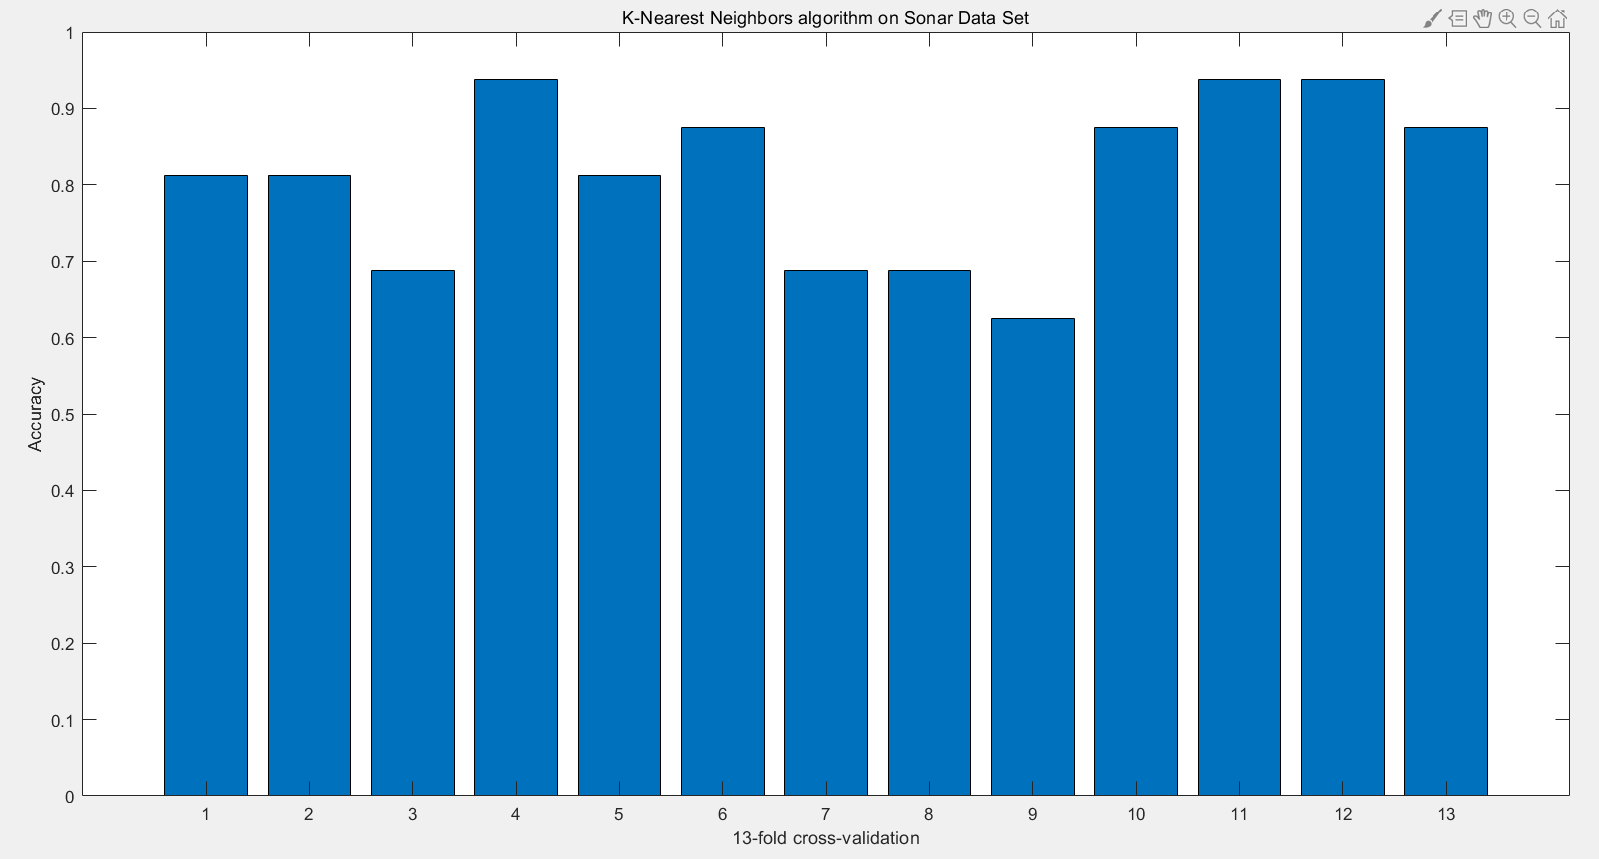 K-Nearest Neighbors algorithm on Sonar Data Set
1
0.9
0.8
0.7
0.6
0.5
0.4
0.3
0.2
0.1
0
Accuracy
1 2 3 4 5 6 7 8 9 10 11 12 13
13-fold cross-validation